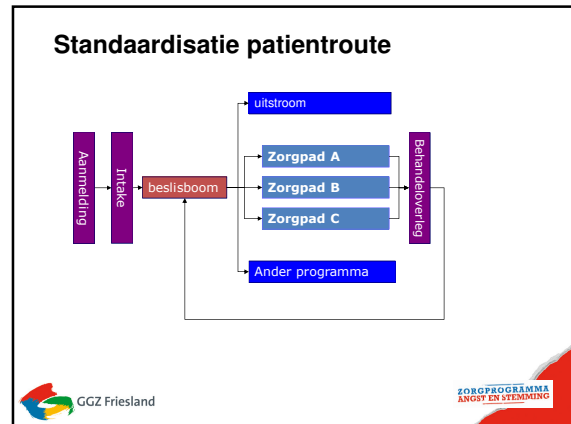 Standaardisatie patientroute
uitstroom
Aanmelding
Intake
beslisboom
Zorgpad A
Zorgpad B
Zorgpad C
Behandeloverleg
Ander programma
GGZ Friesland
ZORGPROGRAMMA
ANGST EN STEMMING